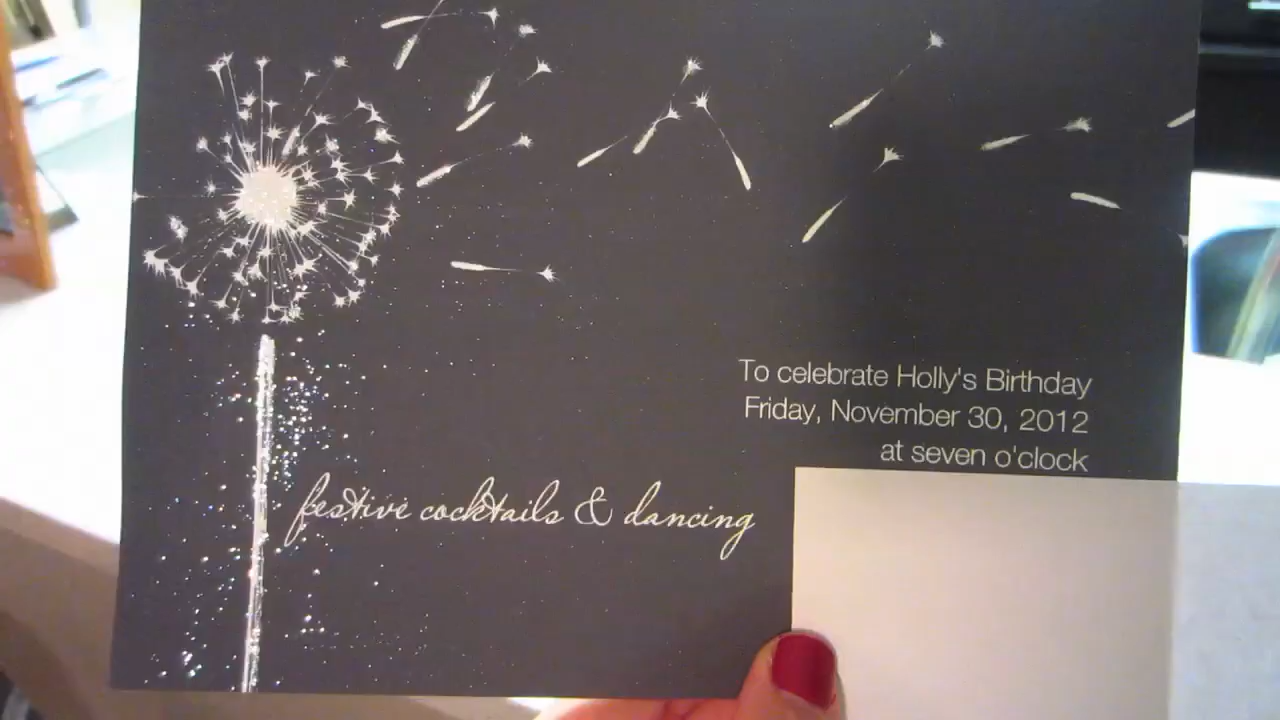 To celebrate Holly's Birthday
Friday, November 30, 2012
at seven o'clock
festive cocktails & dancing